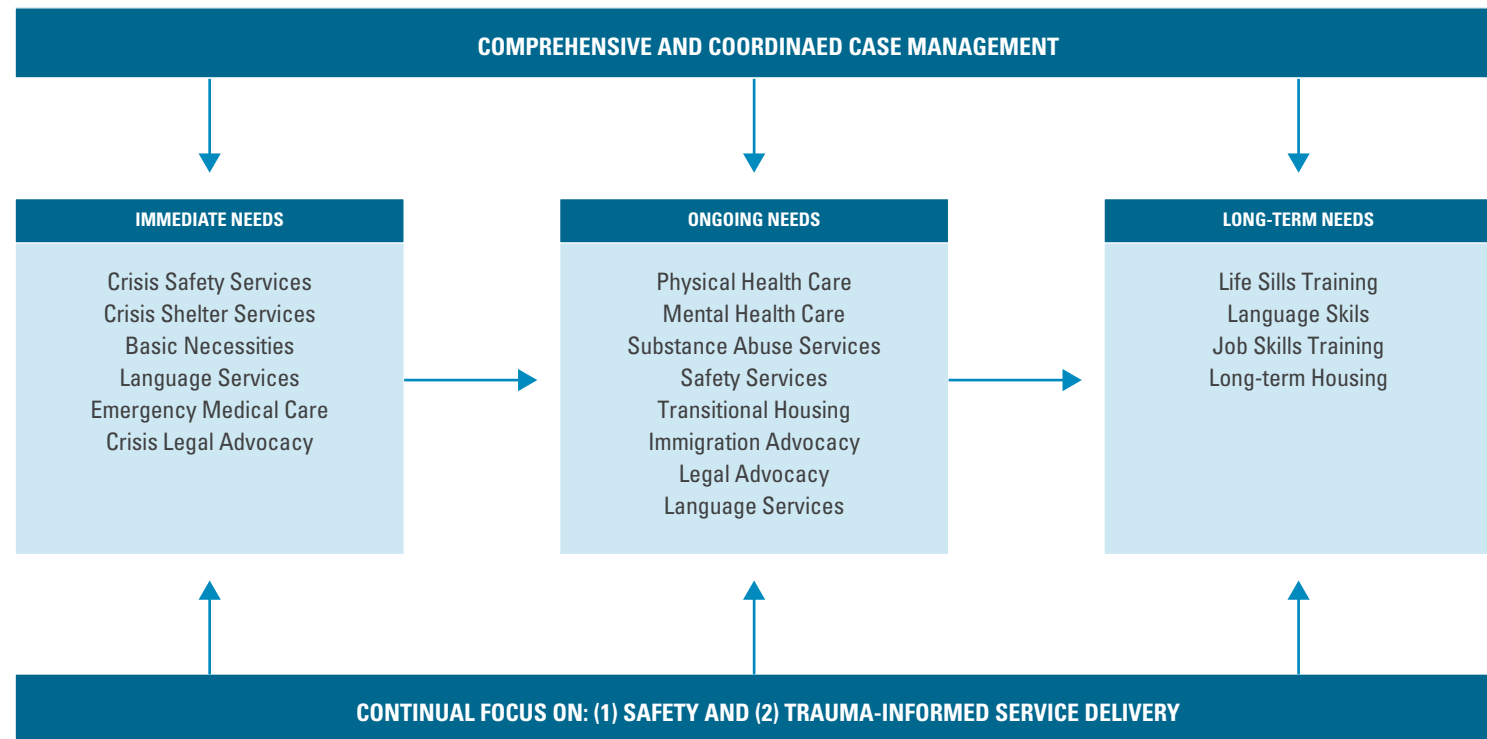 COMPREHENSIVE AND COORDINAED CASE MANAGEMENT
IMMEDIATE NEEDS
Crisis Safety Services
Crisis Shelter Services
Basic Necessities
Language Services
Emergency Medical Care
Crisis Legal Advocacy
ONGOING NEEDS
Physical Health Care
Mental Health Care
Substance Abuse Services
Safety Services
Transitional Housing
Immigration Advocacy
Legal Advocacy
Language Services
LONG-TERM NEEDS
Life Sills Training
Language Skils
Job Skills Training
Long-term Housing
CONTINUAL FOCUS ON: (1) SAFETY AND (2) TRAUMA-INFORMED SERVICE DELIVERY